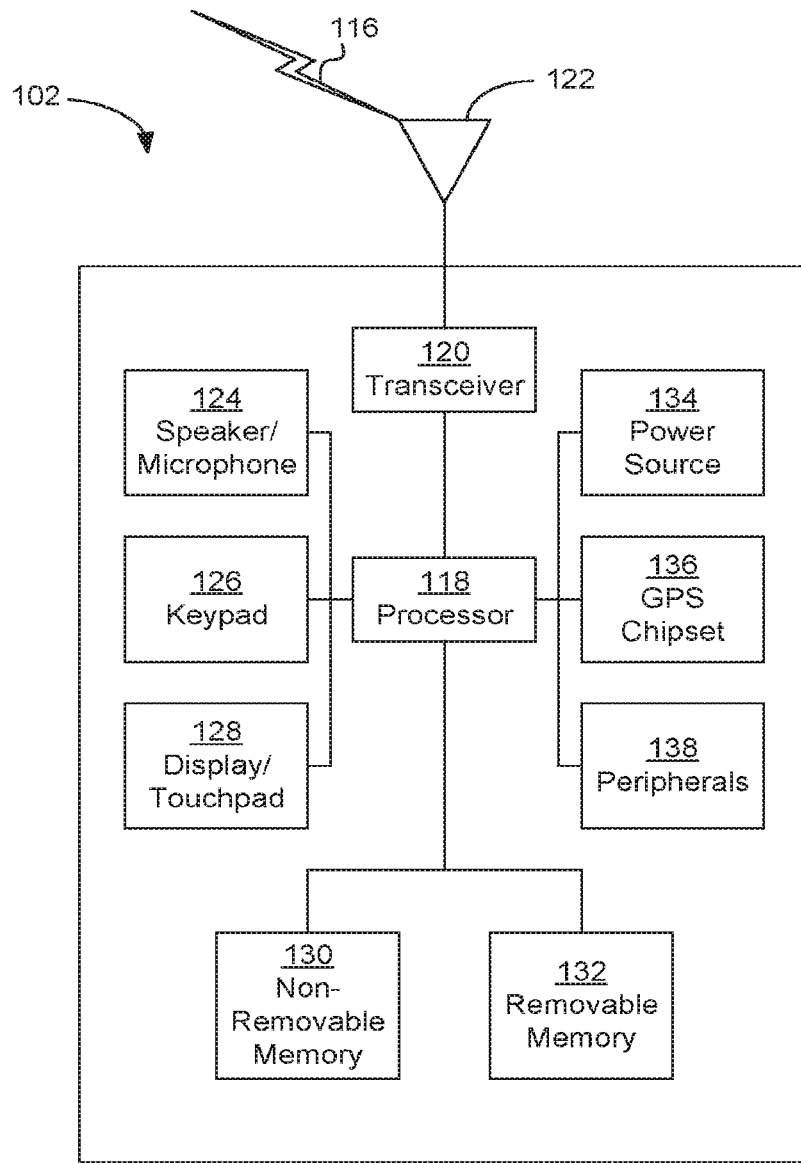 116
102
122
120
Transceiver
124
Speaker/
Microphone
134
Power
Source
126
Keypad
118
Processor
136
GPS
Chipset
128
Display/
Touchpad
138
Peripherals
130
Non-
Removable
Memory
132
Removable
Memory